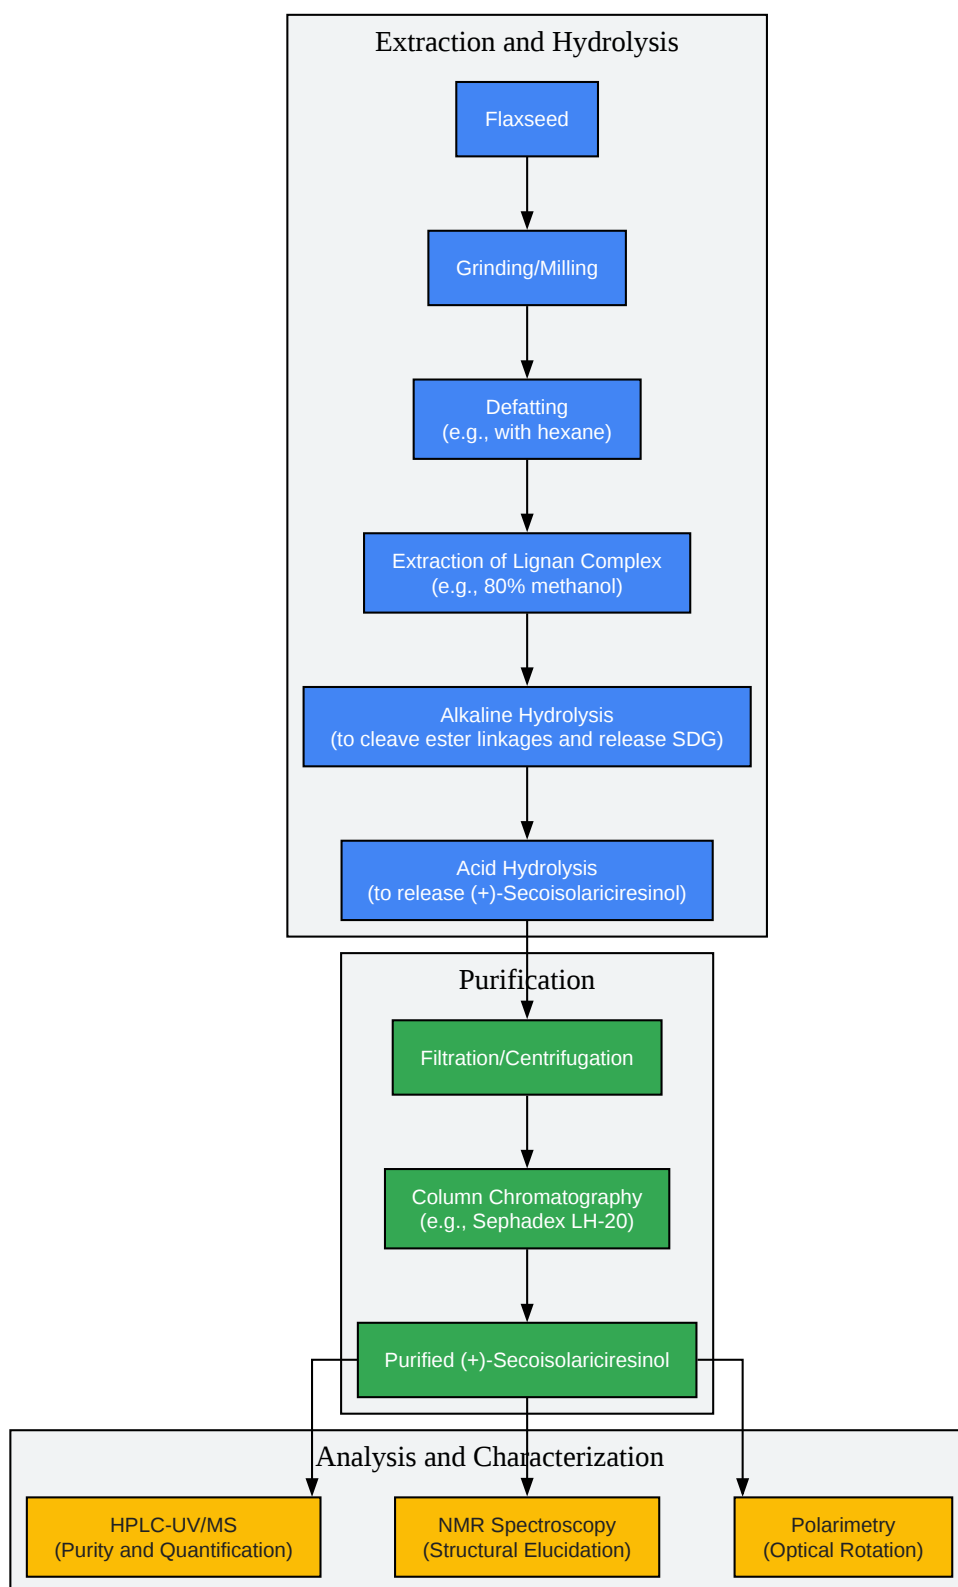 Extraction and Hydrolysis
Flaxseed
Grinding/Milling
Defatting
(e.g., with hexane)
Extraction of Lignan Complex
(e.g., 80% methanol)
Alkaline Hydrolysis
(to cleave ester linkages and release SDG)
Acid Hydrolysis
(to release (+)-Secoisolariciresinol)
Purification
Filtration/Centrifugation
Column Chromatography
(e.g., Sephadex LH-20)
Purified (+)-Secoisolariciresinol
Analysis and Characterization
HPLC-UV/MS
(Purity and Quantification)
NMR Spectroscopy
(Structural Elucidation)
Polarimetry
(Optical Rotation)